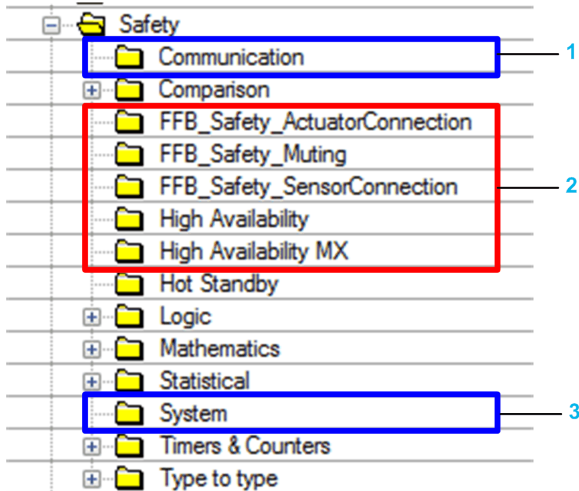 Safety
Communication 1
Comparison
FFB_Safety_ActuatorConnection
FFB_Safety_Muting
FFB_Safety_SensorConnection 2
High Availability
High Availability MX
Hot Standby
Logic
Mathematics
Statistical
System 3
Timers & Counters
Type to type